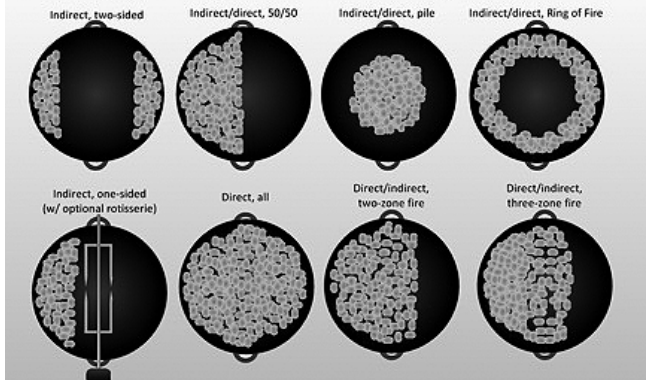 Indirect, two-sided
Indirect/direct, 50/50
Indirect/direct, pile
Indirect/direct, Ring of Fire
Indirect, one-sided
(w/ optional rotisserie)
Direct, all
Direct/indirect,
two-zone fire
Direct/indirect,
three-zone fire